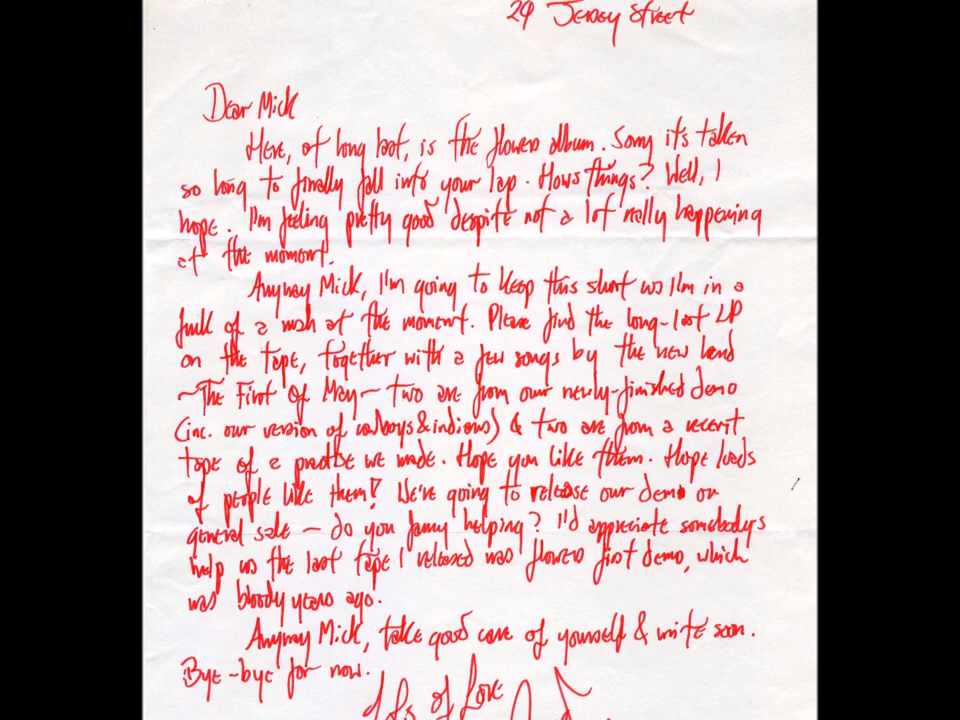 29 Jersey Street
Dear Mick
Here, at long last, is the flowers album. Sorry it's taken
so long to finally fall into your lap. Hows things? Well, I
hope. I'm feeling pretty good despite not a lot really happening
at the moment.
Anyway Mick, I'm going to keep this short as I'm in a
bit of a rush at the moment. Please find the long-lost LP
on the tape, together with a few songs by the new band
~The First Of May~ two are from our newly-finished demo
(inc. our version of cowboys & indians) & two are from a recent
tape of a practise we made. Hope you like them. Hope loads
of people like them! We're going to release our demo on
general sale – do you fancy helping? I'd appreciate somebodys
help as the last tape I released was flowers first demo, which
was bloody years ago.
Anyway Mick, take good care of yourself & write soon.
Bye-bye for now.
of Love